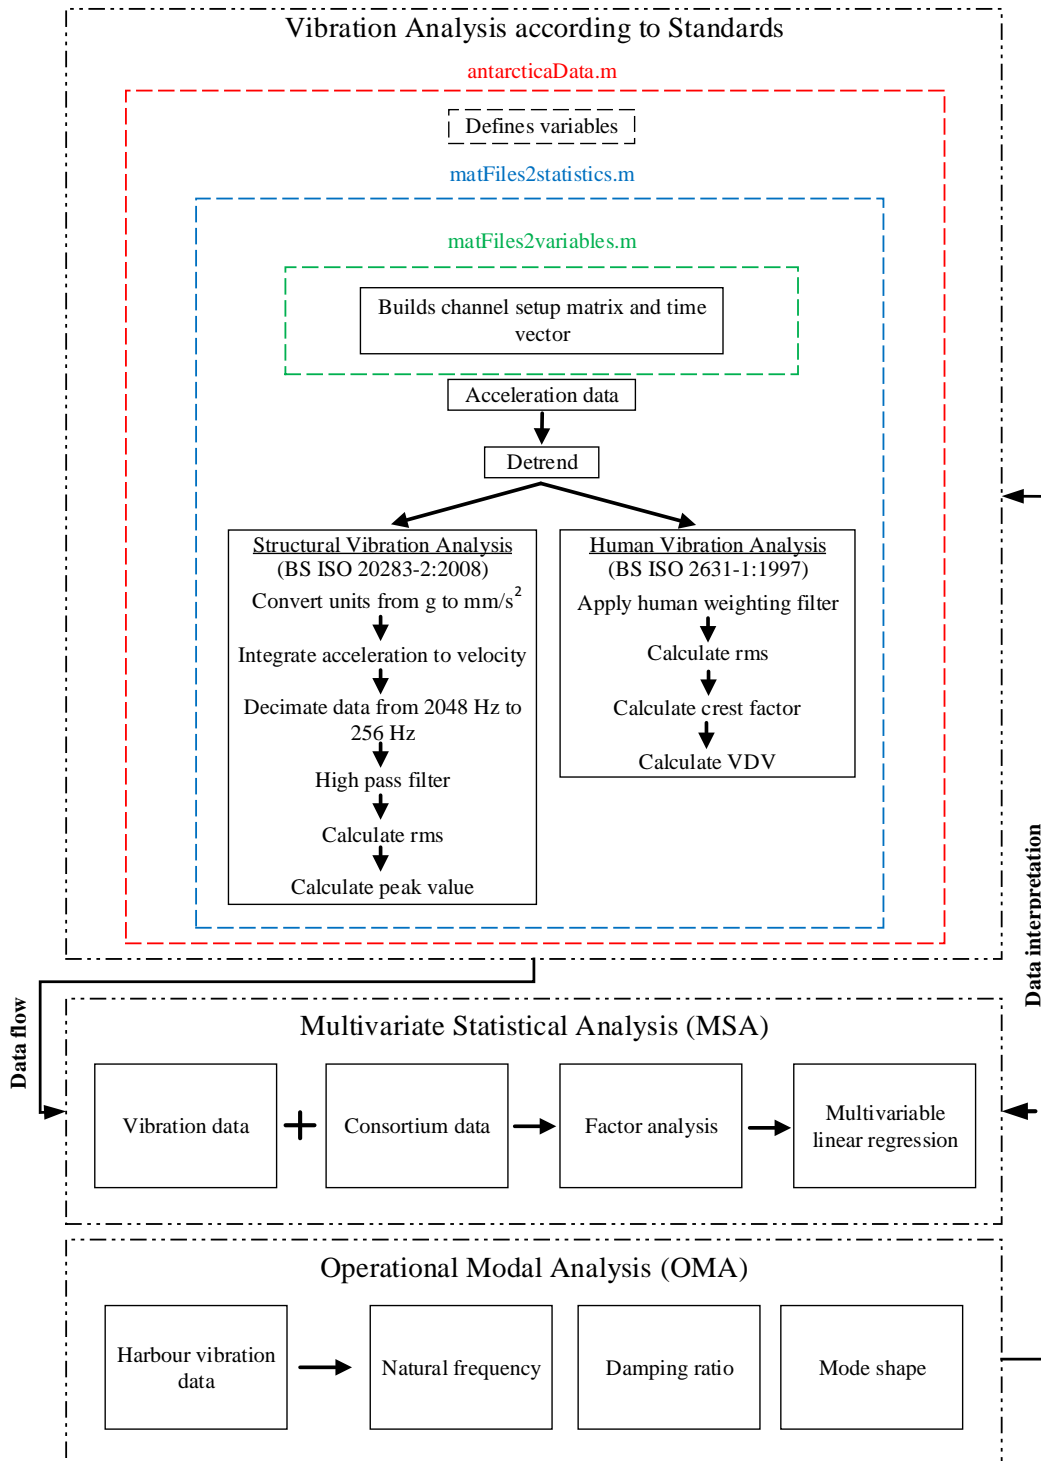 Vibration Analysis according to Standards
antarcticaData.m
Defines variables
matFiles2statistics.m
matFiles2variables.m
Builds channel setup matrix and time
vector
Acceleration data
Detrend
Structural Vibration Analysis
(BS ISO 20283-2:2008)
Convert units from g to mm/s²
Integrate acceleration to velocity
Decimate data from 2048 Hz to
256 Hz
High pass filter
Calculate rms
Calculate peak value
Human Vibration Analysis
(BS ISO 2631-1:1997)
Apply human weighting filter
Calculate rms
Calculate crest factor
Calculate VDV
Data interpretation
Data flow
Multivariate Statistical Analysis (MSA)
Vibration data
+
Consortium data
Factor analysis
Multivariable
linear regression
Operational Modal Analysis (OMA)
Harbour vibration
data
Natural frequency
Damping ratio
Mode shape